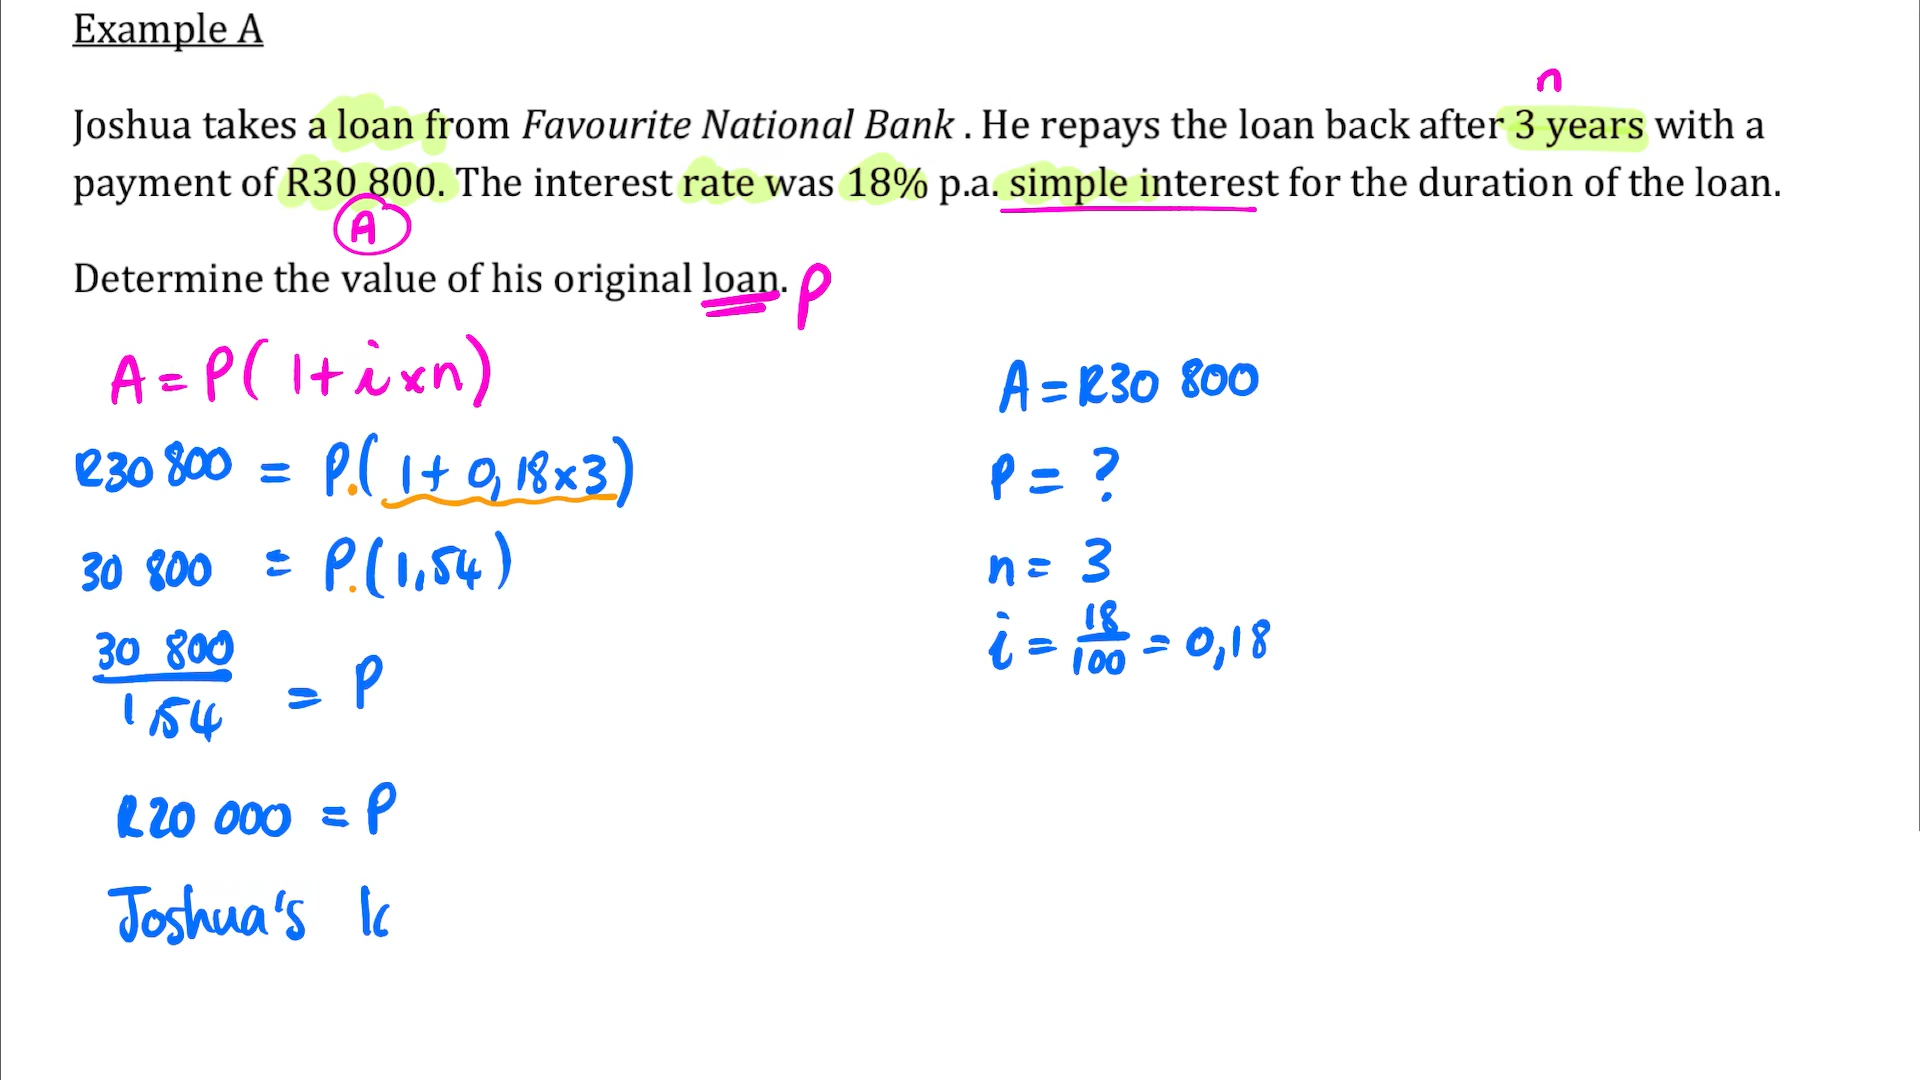 Example A
n
Joshua takes a loan from Favourite National Bank . He repays the loan back after 3 years with a
payment of R30 800. The interest rate was 18% p.a. simple interest for the duration of the loan.
A
Determine the value of his original loan. P
A = P( 1 + i × n)
R30 800 = P.( 1 + 0,18 × 3)
30 800 = P.(1,54)
30 800
1,54
= P
R20 000 = P
Joshua's
A = R30 800
P = ?
n = 3
i = 18/100 = 0,18